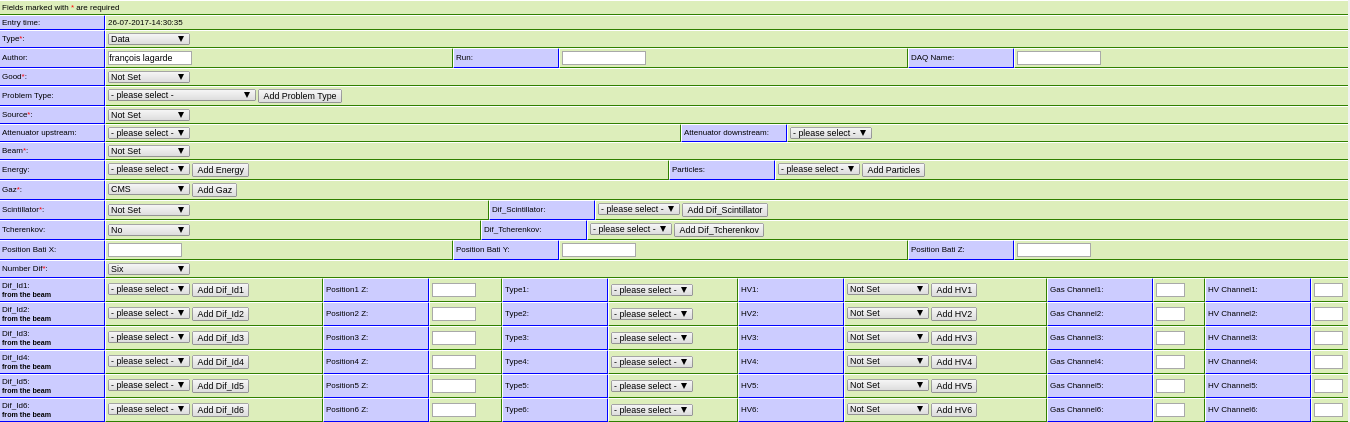 Fields marked with * are required
Entry time: 26-07-2017-14:30:35
Type*: Data
Author: françois lagarde Run: DAQ Name:
Good*: Not Set
Problem Type: - please select - Add Problem Type
Source*: Not Set
Attenuator upstream: - please select - Attenuator downstream: - please select -
Beam*: Not Set
Energy: - please select - Add Energy Particles: - please select - Add Particles
Gaz*: CMS Add Gaz
Scintillator*: Not Set Dif_Scintillator: - please select - Add Dif_Scintillator
Tcherenkov: No Dif_Tcherenkov: - please select - Add Dif_Tcherenkov
Position Bati X: Position Bati Y: Position Bati Z:
Number Dif*: Six
Dif_Id1: from the beam - please select - Add Dif_Id1 Position1 Z: Type1: - please select - HV1: Not Set Add HV1 Gas Channel1: HV Channel1:
Dif_Id2: from the beam - please select - Add Dif_Id2 Position2 Z: Type2: - please select - HV2: Not Set Add HV2 Gas Channel2: HV Channel2:
Dif_Id3: from the beam - please select - Add Dif_Id3 Position3 Z: Type3: - please select - HV3: Not Set Add HV3 Gas Channel3: HV Channel3:
Dif_Id4: from the beam - please select - Add Dif_Id4 Position4 Z: Type4: - please select - HV4: Not Set Add HV4 Gas Channel4: HV Channel4:
Dif_Id5: from the beam - please select - Add Dif_Id5 Position5 Z: Type5: - please select - HV5: Not Set Add HV5 Gas Channel5: HV Channel5:
Dif_Id6: from the beam - please select - Add Dif_Id6 Position6 Z: Type6: - please select - HV6: Not Set Add HV6 Gas Channel6: HV Channel6: